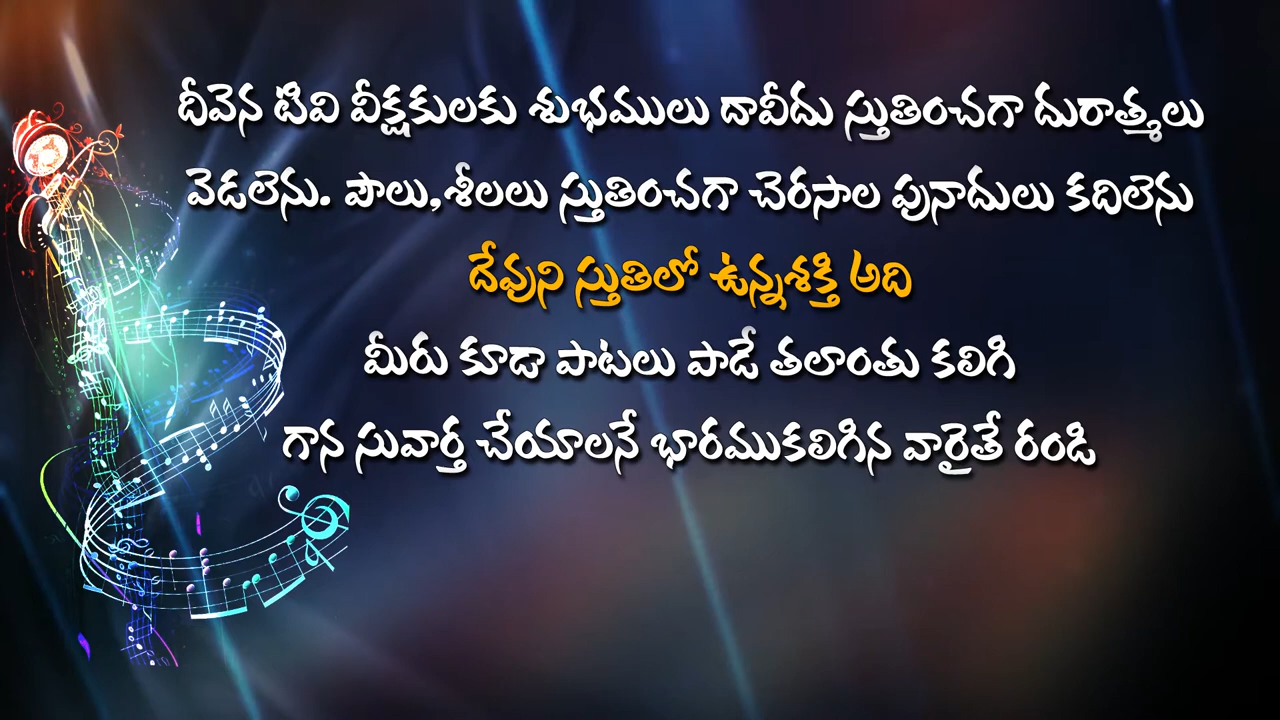 దీవెన టివి వీక్షకులకు శుభములు దావీదు స్తుతించగా దురాత్మలు
వెడలెను. పౌలు,శీలలు స్తుతించగా చెరసాల పునాదులు కదిలెను
దేవుని స్తుతిలో ఉన్నశక్తి అది
మీరు కూడా పాటలు పాడే తలాంతు కలిగి
గాన సువార్త చేయాలనే భారముకలిగిన వారైతే రండి